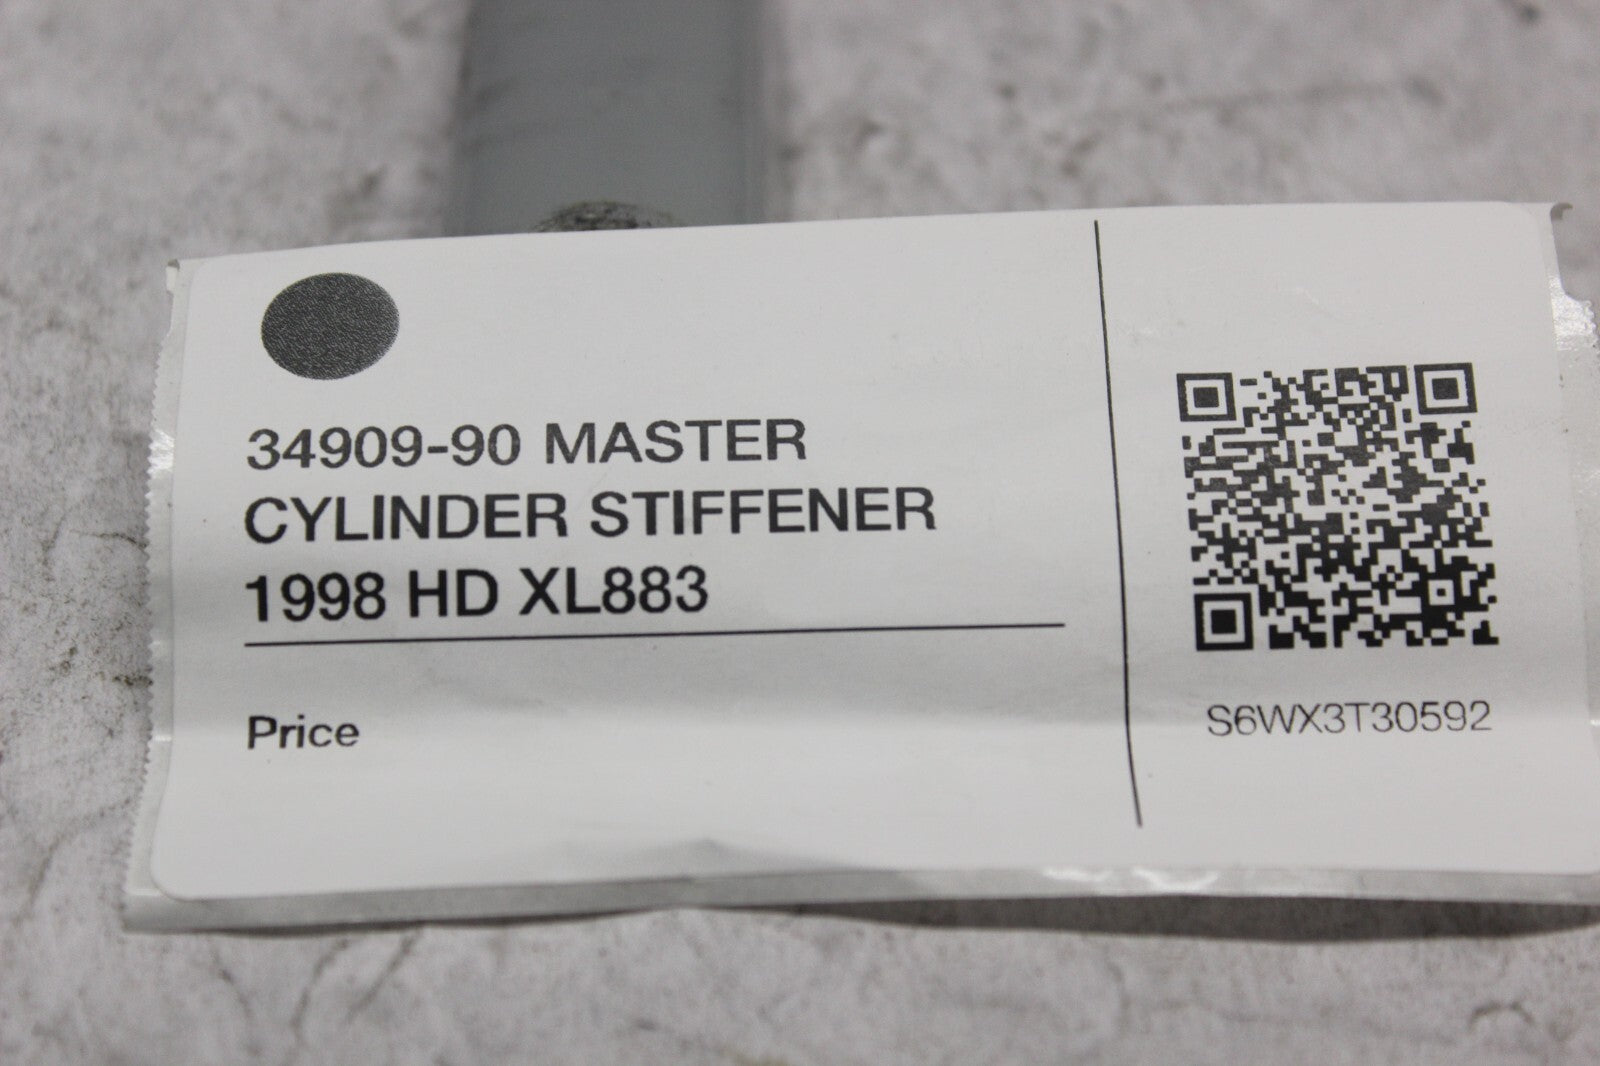 34909-90 MASTER
CYLINDER STIFFENER
1998 HD XL883
Price
S6WX3T30592